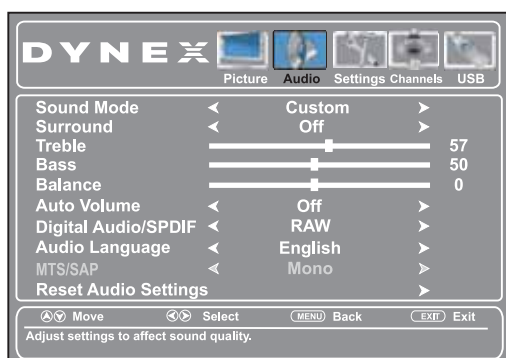 DYNEX
Picture Audio Settings Channels USB
Sound Mode Custom
Surround Off
Treble 57
Bass 50
Balance 0
Auto Volume Off
Digital Audio/SPDIF RAW
Audio Language English
MTS/SAP Mono
Reset Audio Settings
Move Select MENU Back EXIT Exit
Adjust settings to affect sound quality.